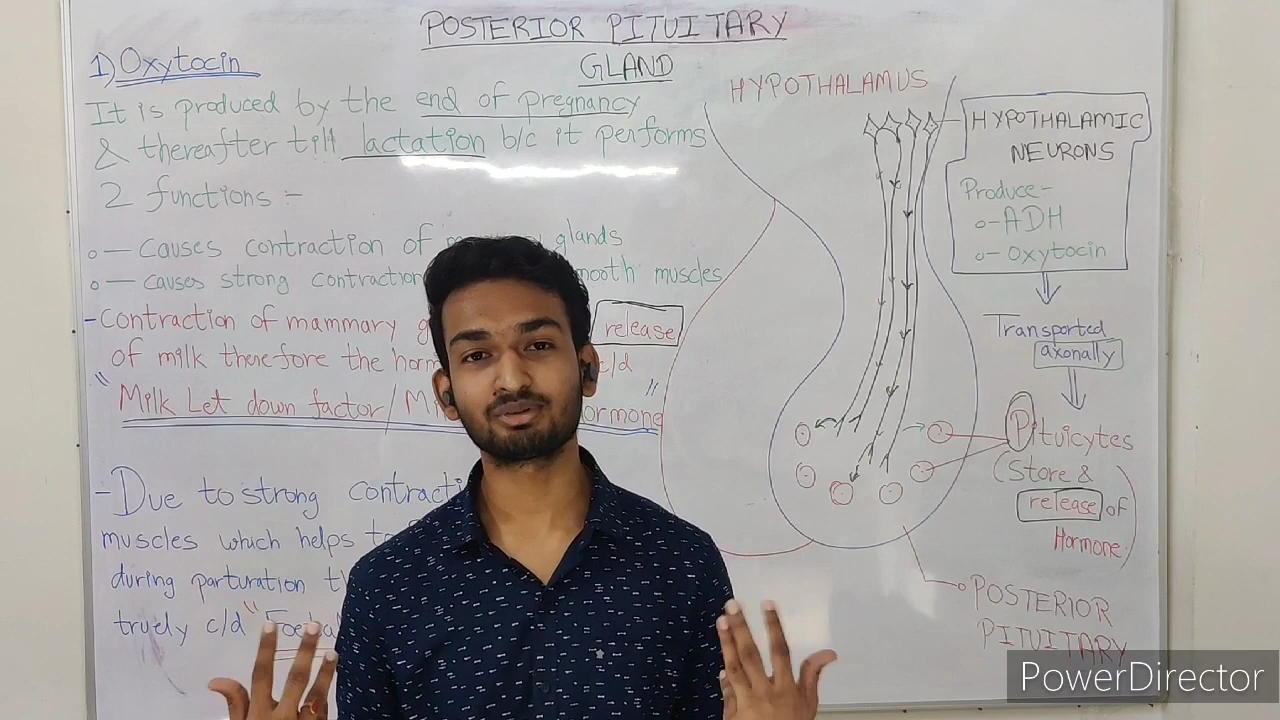 POSTERIOR PITUITARY
GLAND
1) Oxytocin
It is produced by the end of pregnancy
& thereafter till lactation b/c it performs
2 functions :-
o— causes contraction of glands
o— causes strong contraction smooth muscles
- Contraction of mammary release
of milk therefore the c/d
" Milk Let down factor / "
- Due to strong
muscles which helps
during parturation
truely c/d "
HYPOTHALAMUS
HYPOTHALAMIC
NEURONS
Produce-
o-ADH
o-Oxytocin
Transported
axonally
Pituicytes
(Store &
release of
Hormone)
POSTERIOR
PITUITARY
PowerDirector